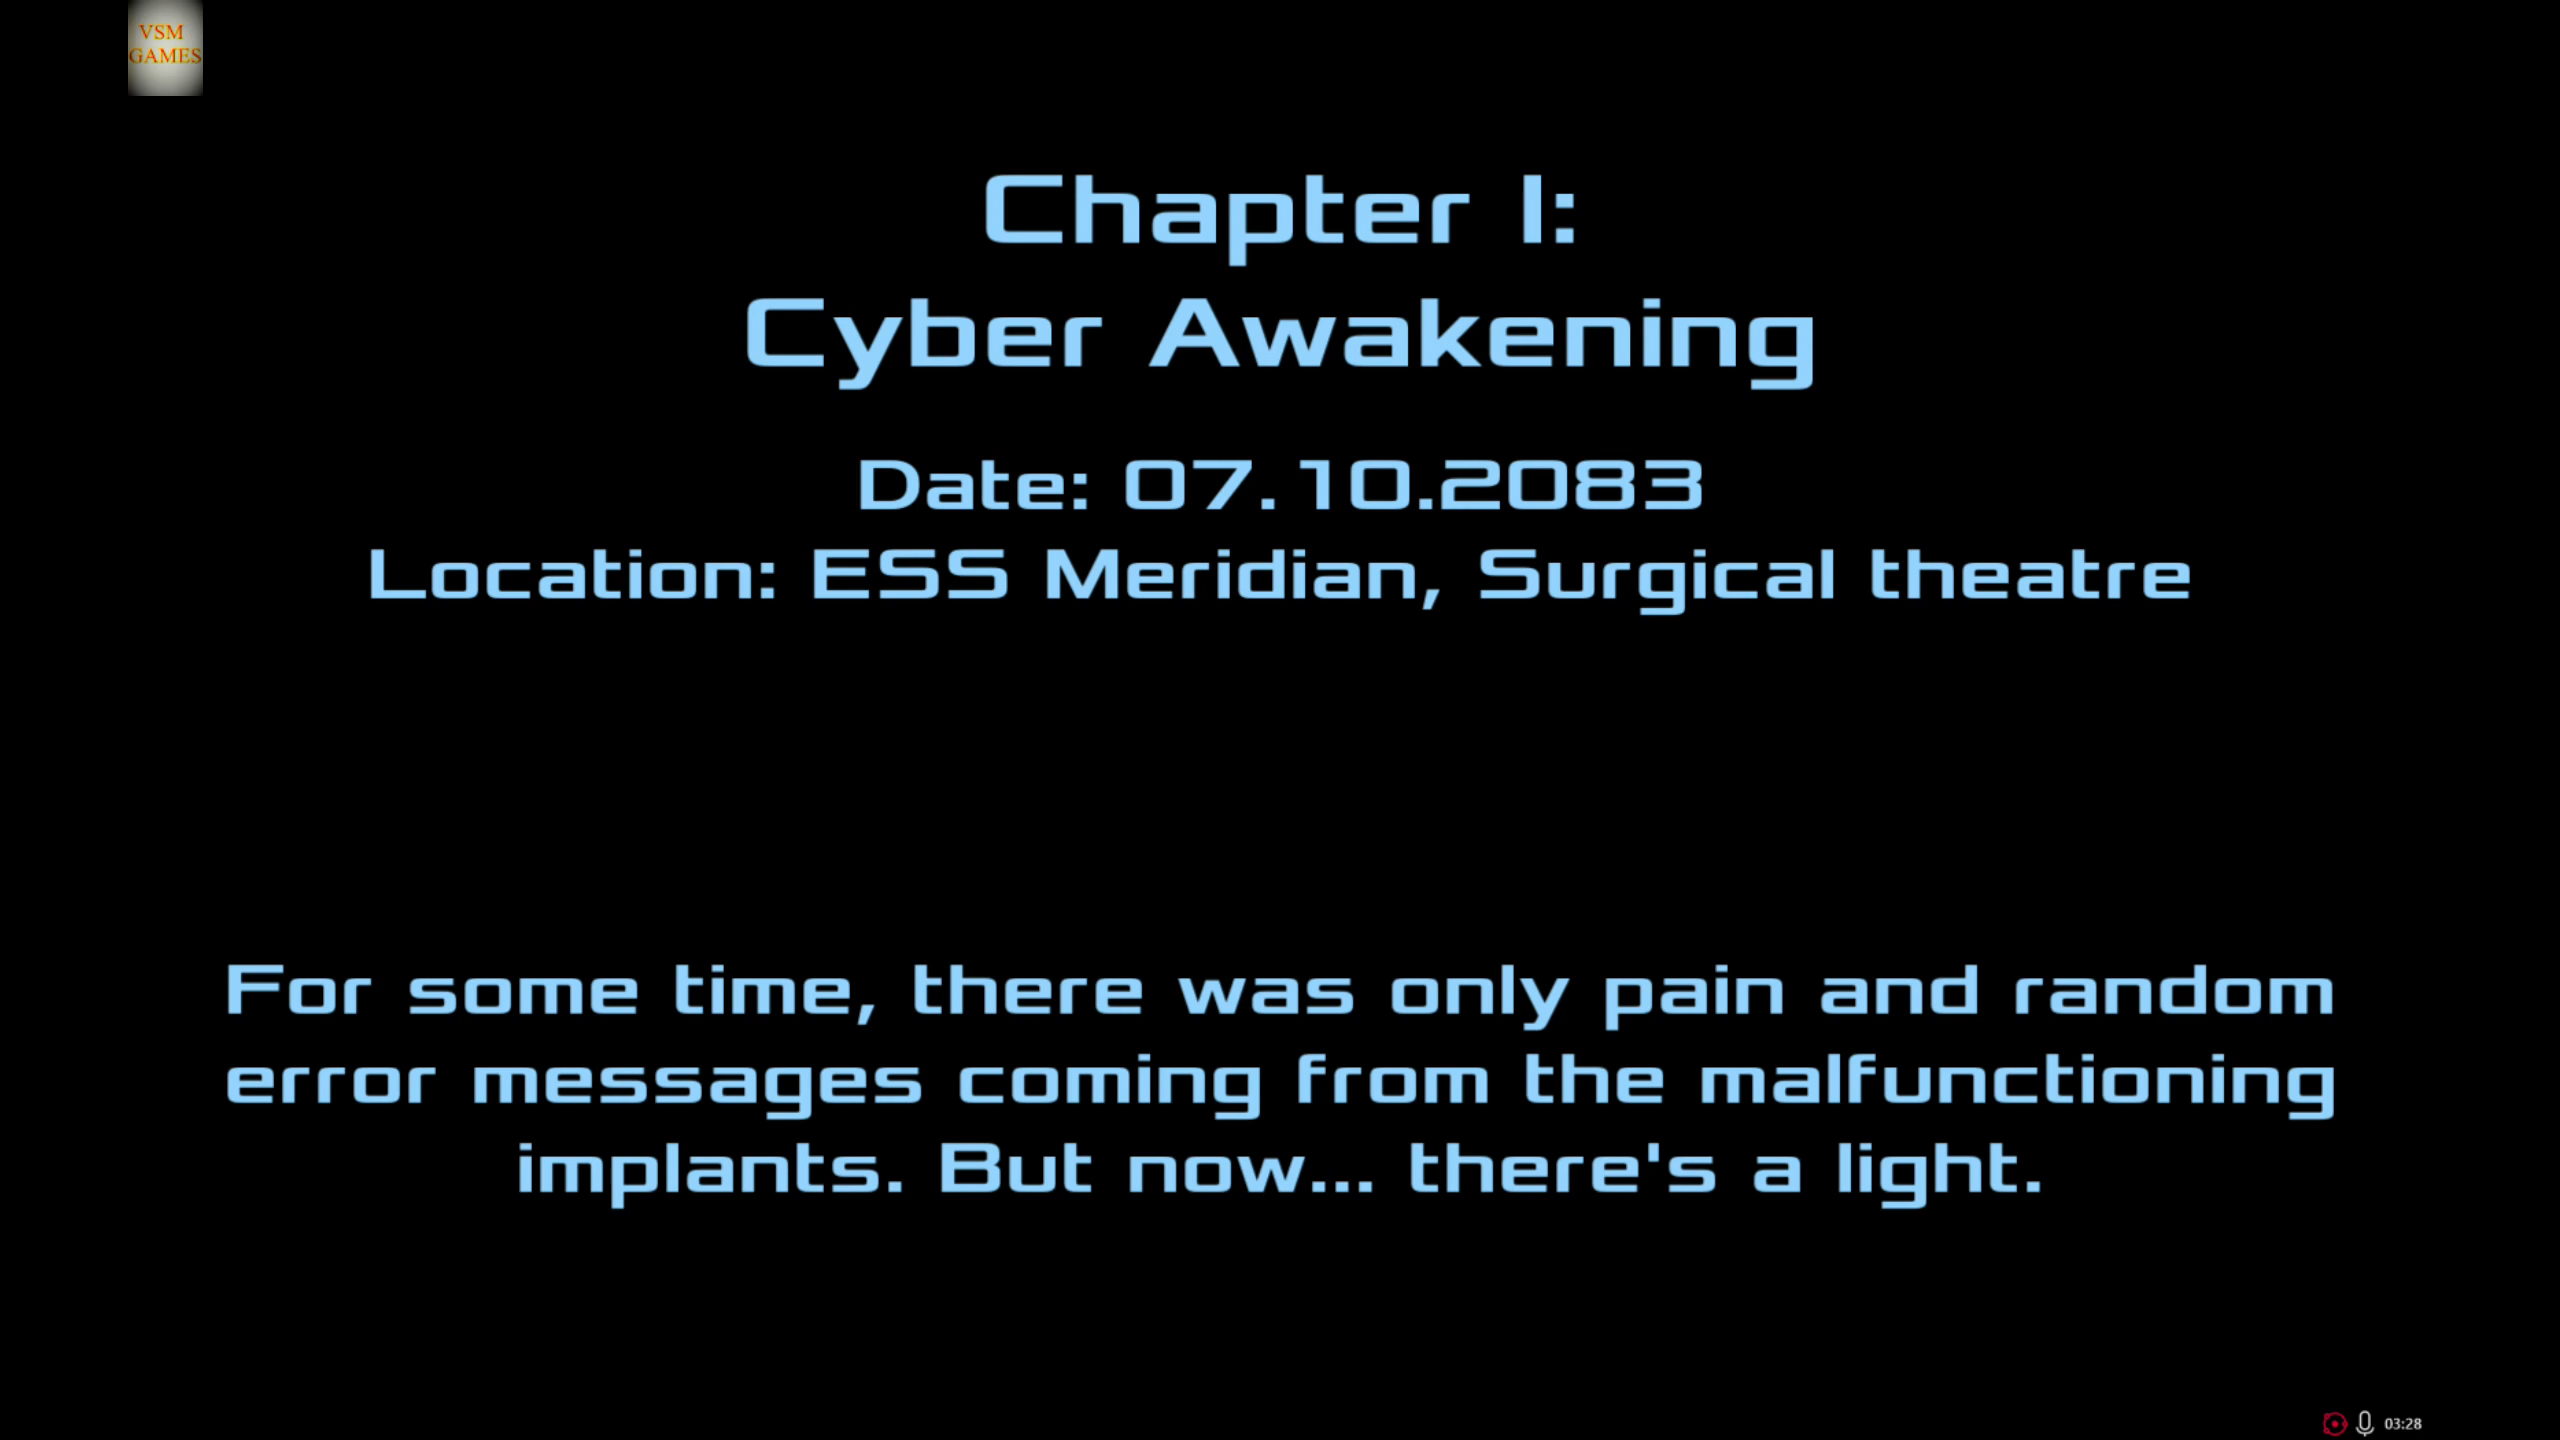 VSM
GAMES
Chapter I:
Cyber Awakening
Date: 07.10.2083
Location: ESS Meridian, Surgical theatre
For some time, there was only pain and random
error messages coming from the malfunctioning
implants. But now... there's a light.
03:28